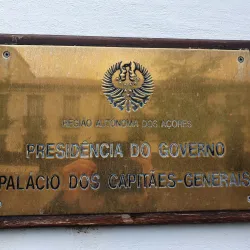 REGIÃO AUTÓNOMA DOS AÇORES
PRESIDÊNCIA DO GOVERNO
PALÁCIO DOS CAPITÃES-GENERAIS